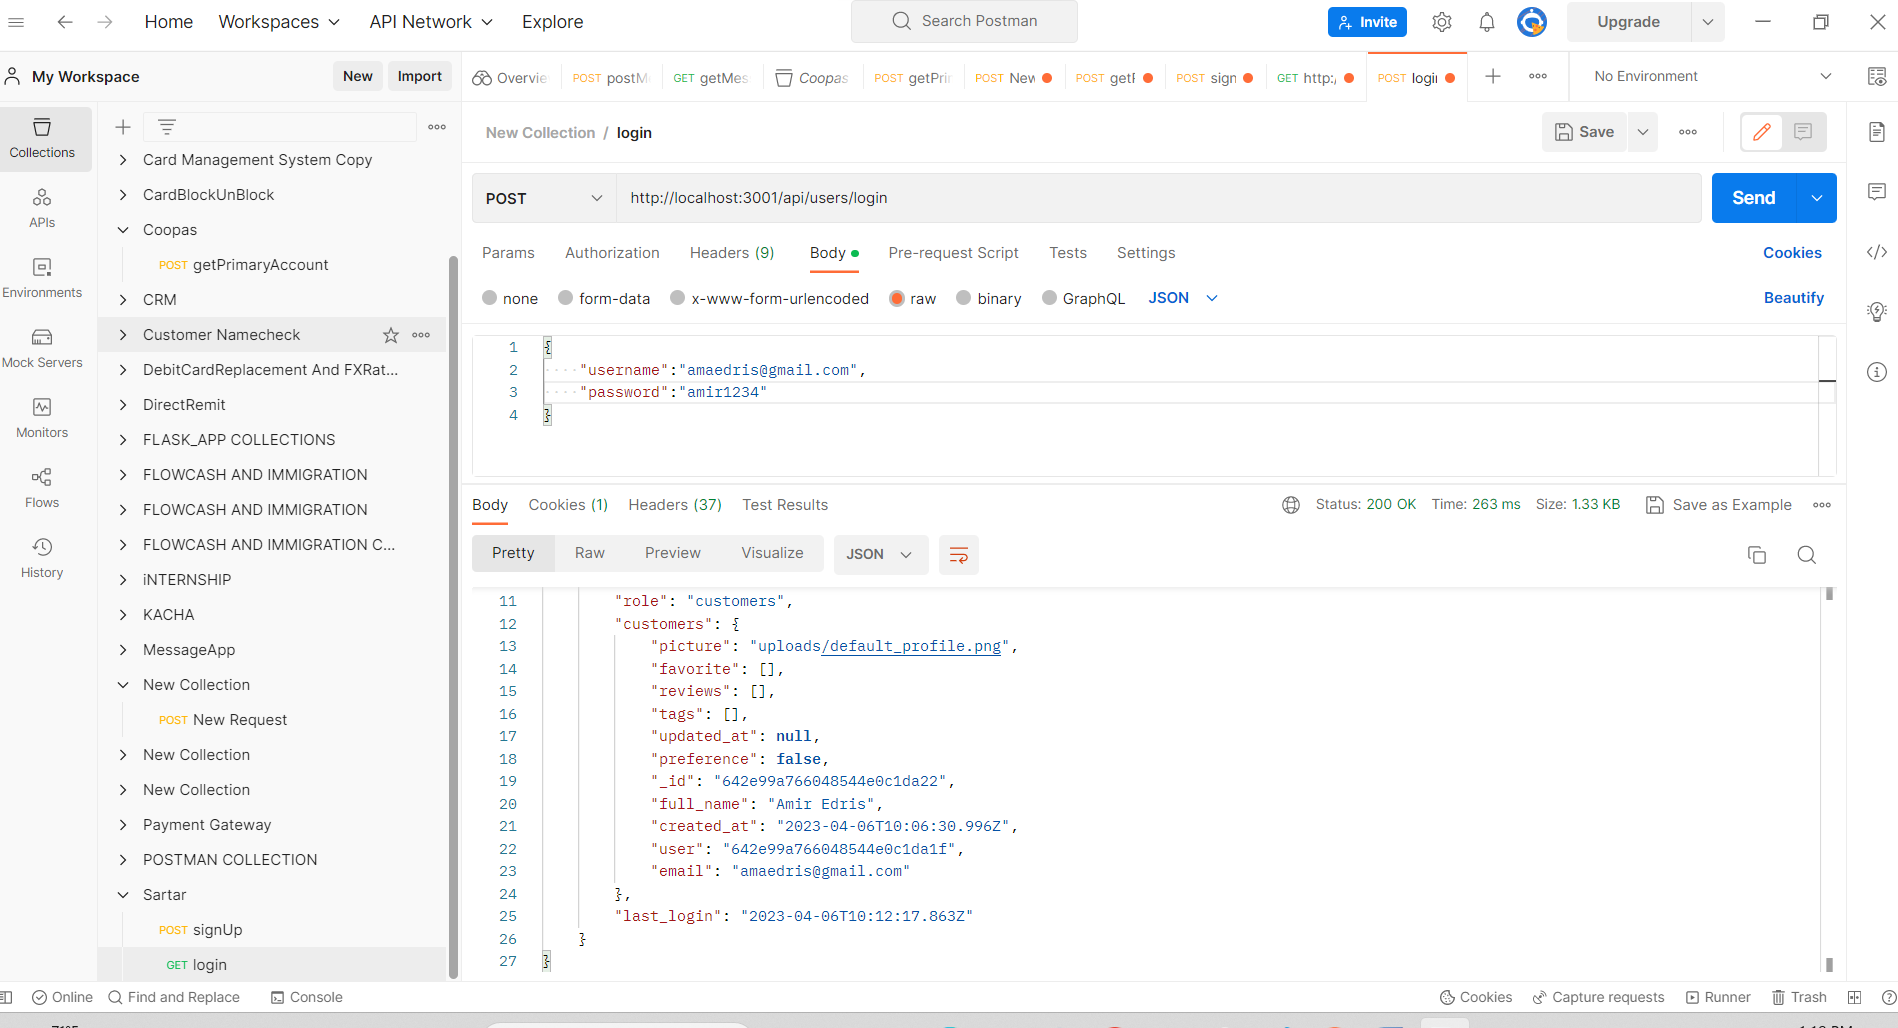 Home Workspaces API Network Explore Search Postman Invite Upgrade
My Workspace New Import Overvie POST postM GET getMes Coopas POST getPri POST New POST getF POST sign GET http:/ POST logi No Environment
Collections
APIs
Environments
Mock Servers
Monitors
Flows
History
Card Management System Copy
CardBlockUnBlock
Coopas
POST getPrimaryAccount
CRM
Customer Namecheck
DebitCardReplacement And FXRat...
DirectRemit
FLASK_APP COLLECTIONS
FLOWCASH AND IMMIGRATION
FLOWCASH AND IMMIGRATION
FLOWCASH AND IMMIGRATION C...
iNTERNSHIP
KACHA
MessageApp
New Collection
POST New Request
New Collection
New Collection
Payment Gateway
POSTMAN COLLECTION
Sartar
POST signUp
GET login
New Collection / login Save
POST http://localhost:3001/api/users/login Send
Params Authorization Headers (9) Body Pre-request Script Tests Settings Cookies
none form-data x-www-form-urlencoded raw binary GraphQL JSON Beautify
1 {
2 "username":"amaedris@gmail.com",
3 "password":"amir1234"
4 }
Body Cookies (1) Headers (37) Test Results Status: 200 OK Time: 263 ms Size: 1.33 KB Save as Example
Pretty Raw Preview Visualize JSON
11 "role": "customers",
12 "customers": {
13 "picture": "uploads/default_profile.png",
14 "favorite": [],
15 "reviews": [],
16 "tags": [],
17 "updated_at": null,
18 "preference": false,
19 "_id": "642e99a766048544e0c1da22",
20 "full_name": "Amir Edris",
21 "created_at": "2023-04-06T10:06:30.996Z",
22 "user": "642e99a766048544e0c1da1f",
23 "email": "amaedris@gmail.com"
24 },
25 "last_login": "2023-04-06T10:12:17.863Z"
26 }
27 }
Online Find and Replace Console Cookies Capture requests Runner Trash